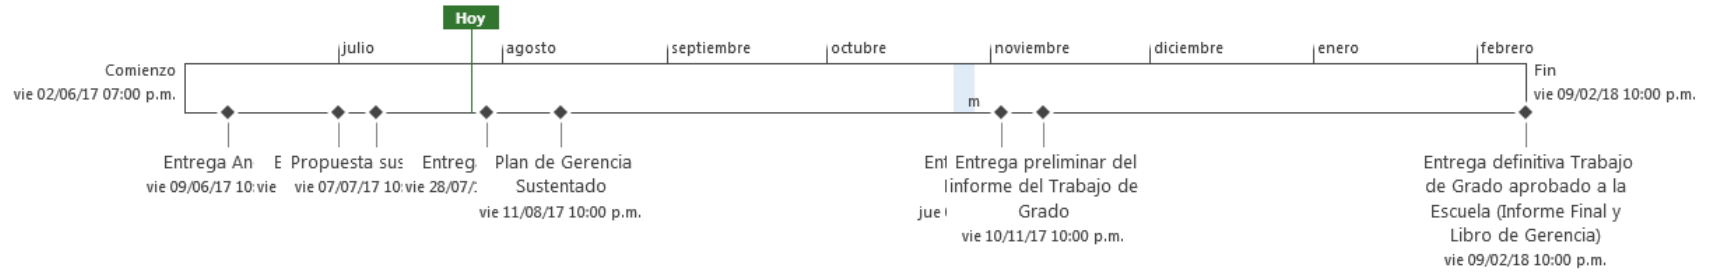 Hoy
julio
agosto
septiembre
octubre
noviembre
diciembre
enero
febrero
Comienzo
vie 02/06/17 07:00 p.m.
Fin
vie 09/02/18 10:00 p.m.
m
Entrega An
vie 09/06/17 10:
E
vie
Propuesta sus
vie 07/07/17 10:
Entreg
vie 28/07/
Plan de Gerencia
Sustentado
vie 11/08/17 10:00 p.m.
Ent
jue
Entrega preliminar del
informe del Trabajo de
Grado
vie 10/11/17 10:00 p.m.
Entrega definitiva Trabajo
de Grado aprobado a la
Escuela (Informe Final y
Libro de Gerencia)
vie 09/02/18 10:00 p.m.